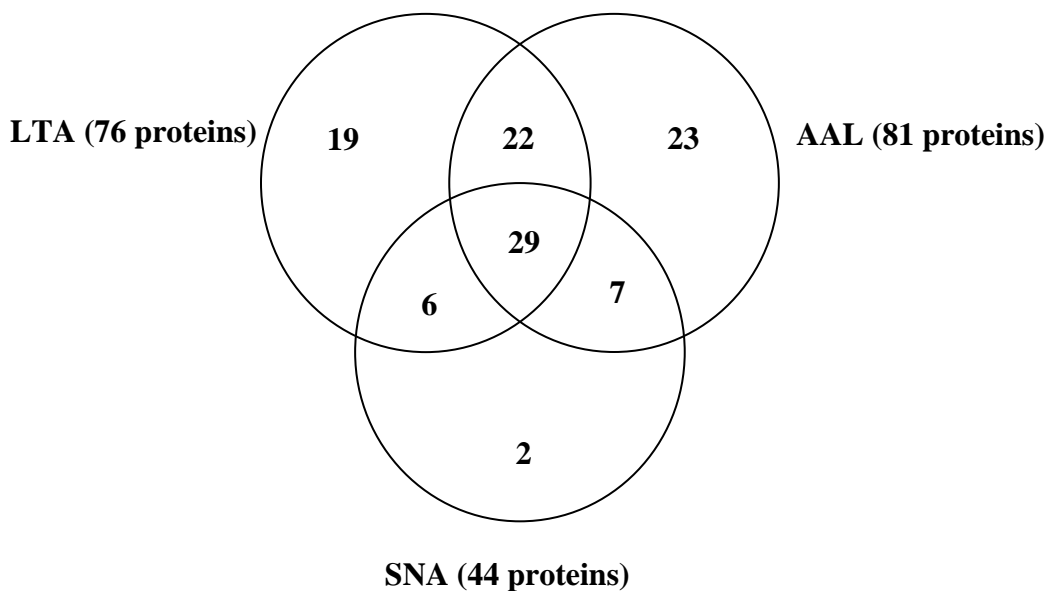 LTA (76 proteins)
19
22
23
AAL (81 proteins)
29
6
7
2
SNA (44 proteins)